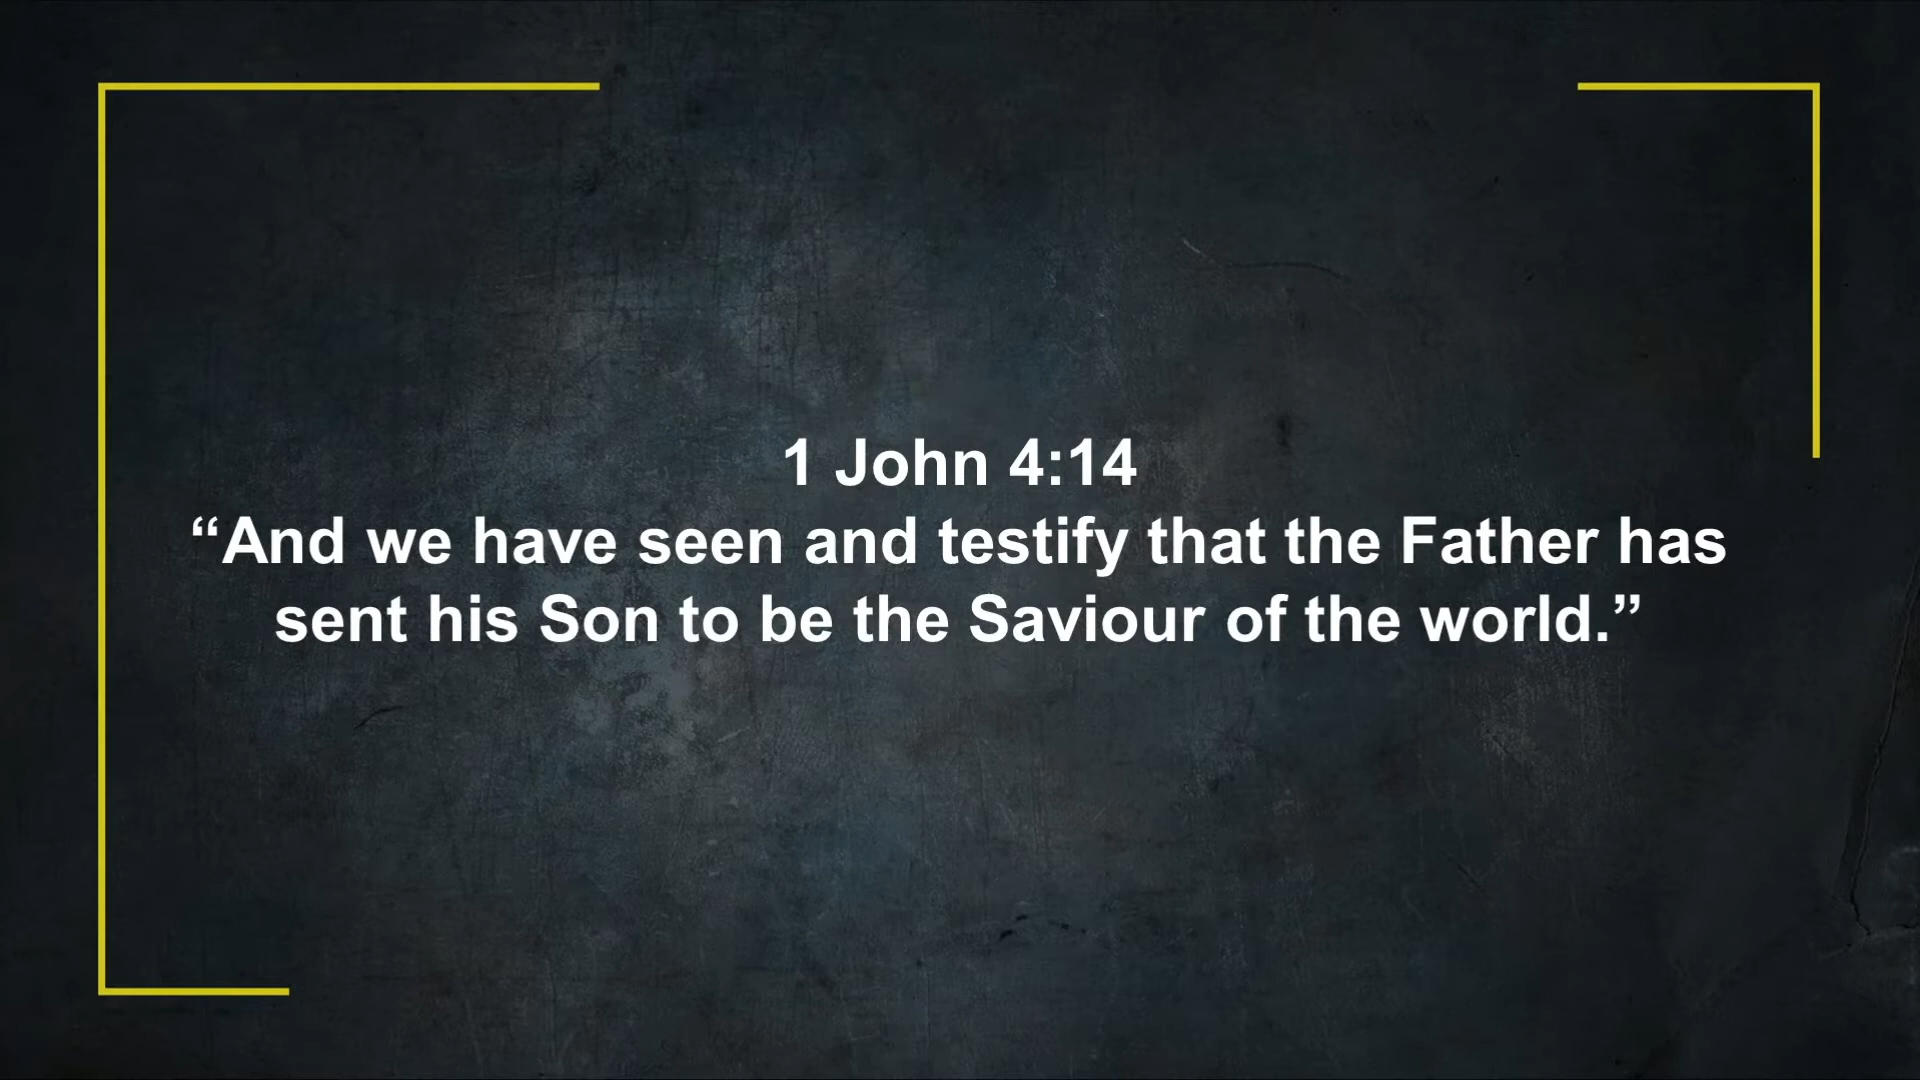 1 John 4:14
“And we have seen and testify that the Father has
sent his Son to be the Saviour of the world.”